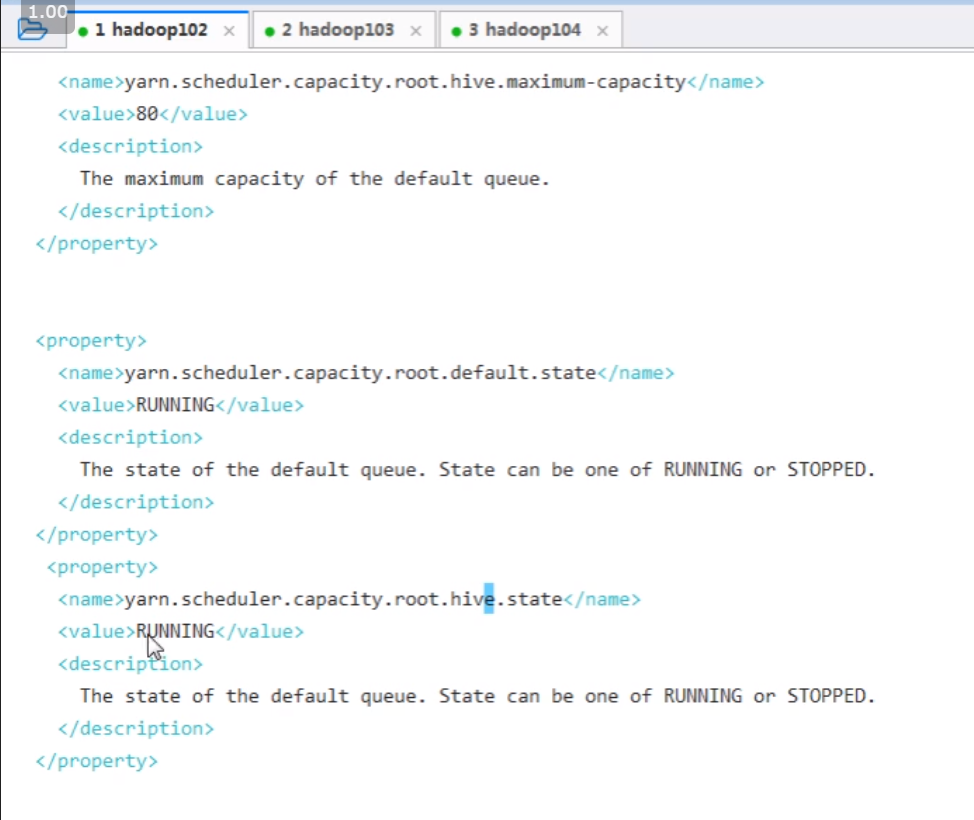 1.00
1 hadoop102 × 2 hadoop103 × 3 hadoop104 ×
<name>yarn.scheduler.capacity.root.hive.maximum-capacity</name>
<value>80</value>
<description>
The maximum capacity of the default queue.
</description>
</property>
<property>
<name>yarn.scheduler.capacity.root.default.state</name>
<value>RUNNING</value>
<description>
The state of the default queue. State can be one of RUNNING or STOPPED.
</description>
</property>
<property>
<name>yarn.scheduler.capacity.root.hive.state</name>
<value>RUNNING</value>
<description>
The state of the default queue. State can be one of RUNNING or STOPPED.
</description>
</property>